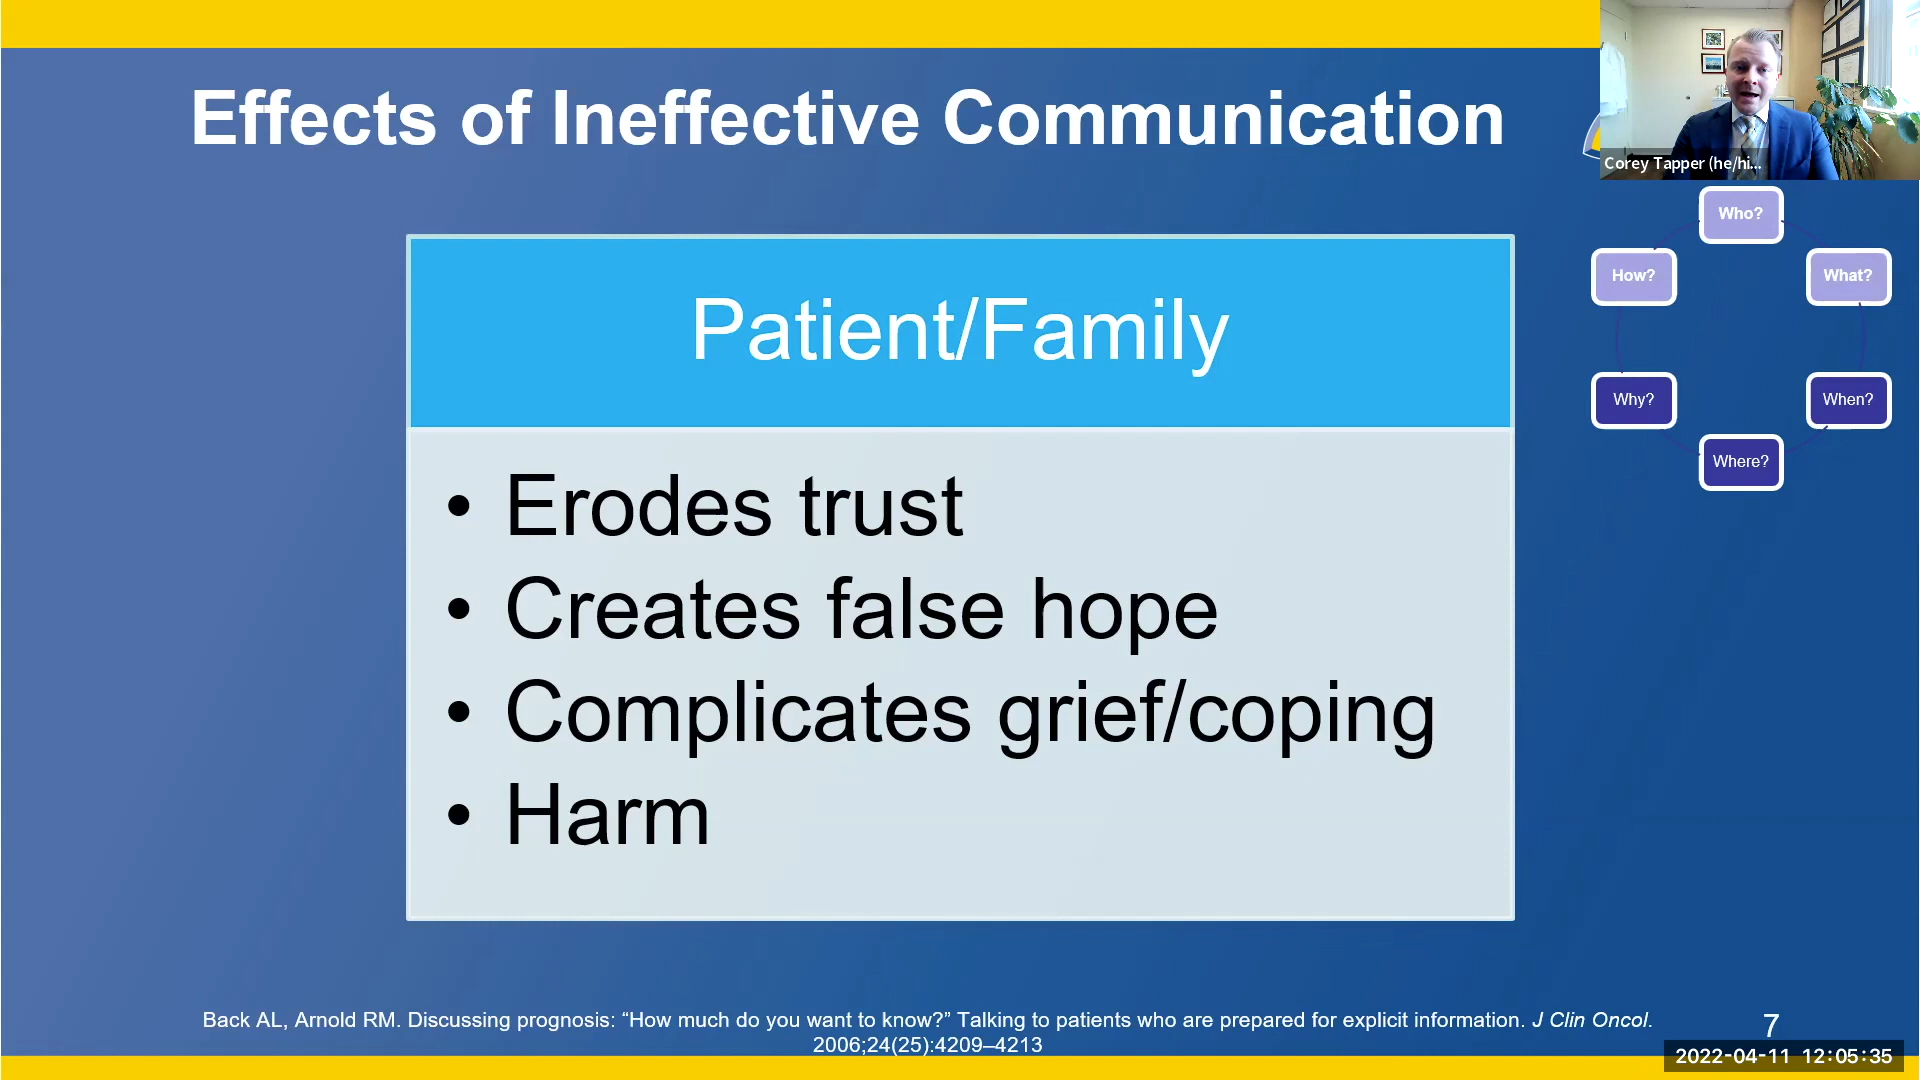 Effects of Ineffective Communication
Corey Tapper (he/hi...
Who?
How?
What?
Why?
When?
Where?
Patient/Family
• Erodes trust
• Creates false hope
• Complicates grief/coping
• Harm
Back AL, Arnold RM. Discussing prognosis: “How much do you want to know?” Talking to patients who are prepared for explicit information. J Clin Oncol.
2006;24(25):4209–4213
7
2022-04-11 12:05:35